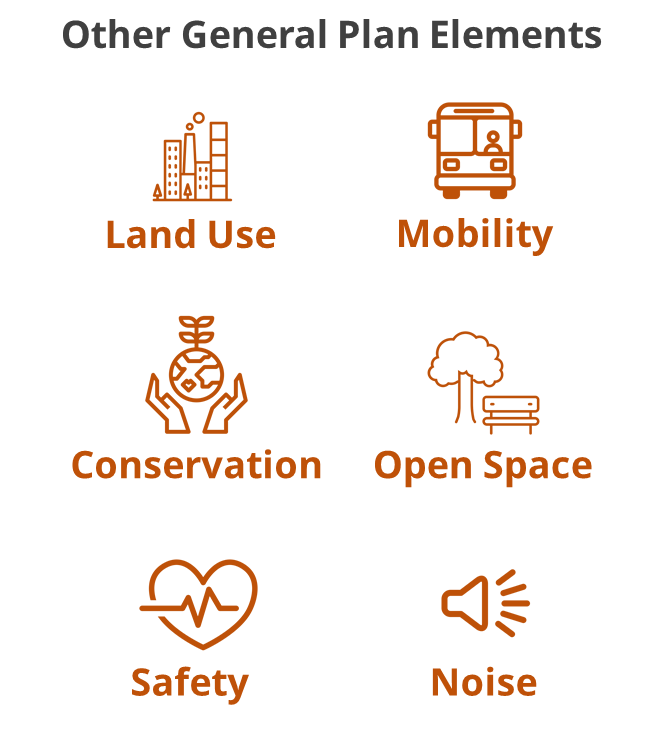 Other General Plan Elements
Land Use
Mobility
Conservation
Open Space
Safety
Noise